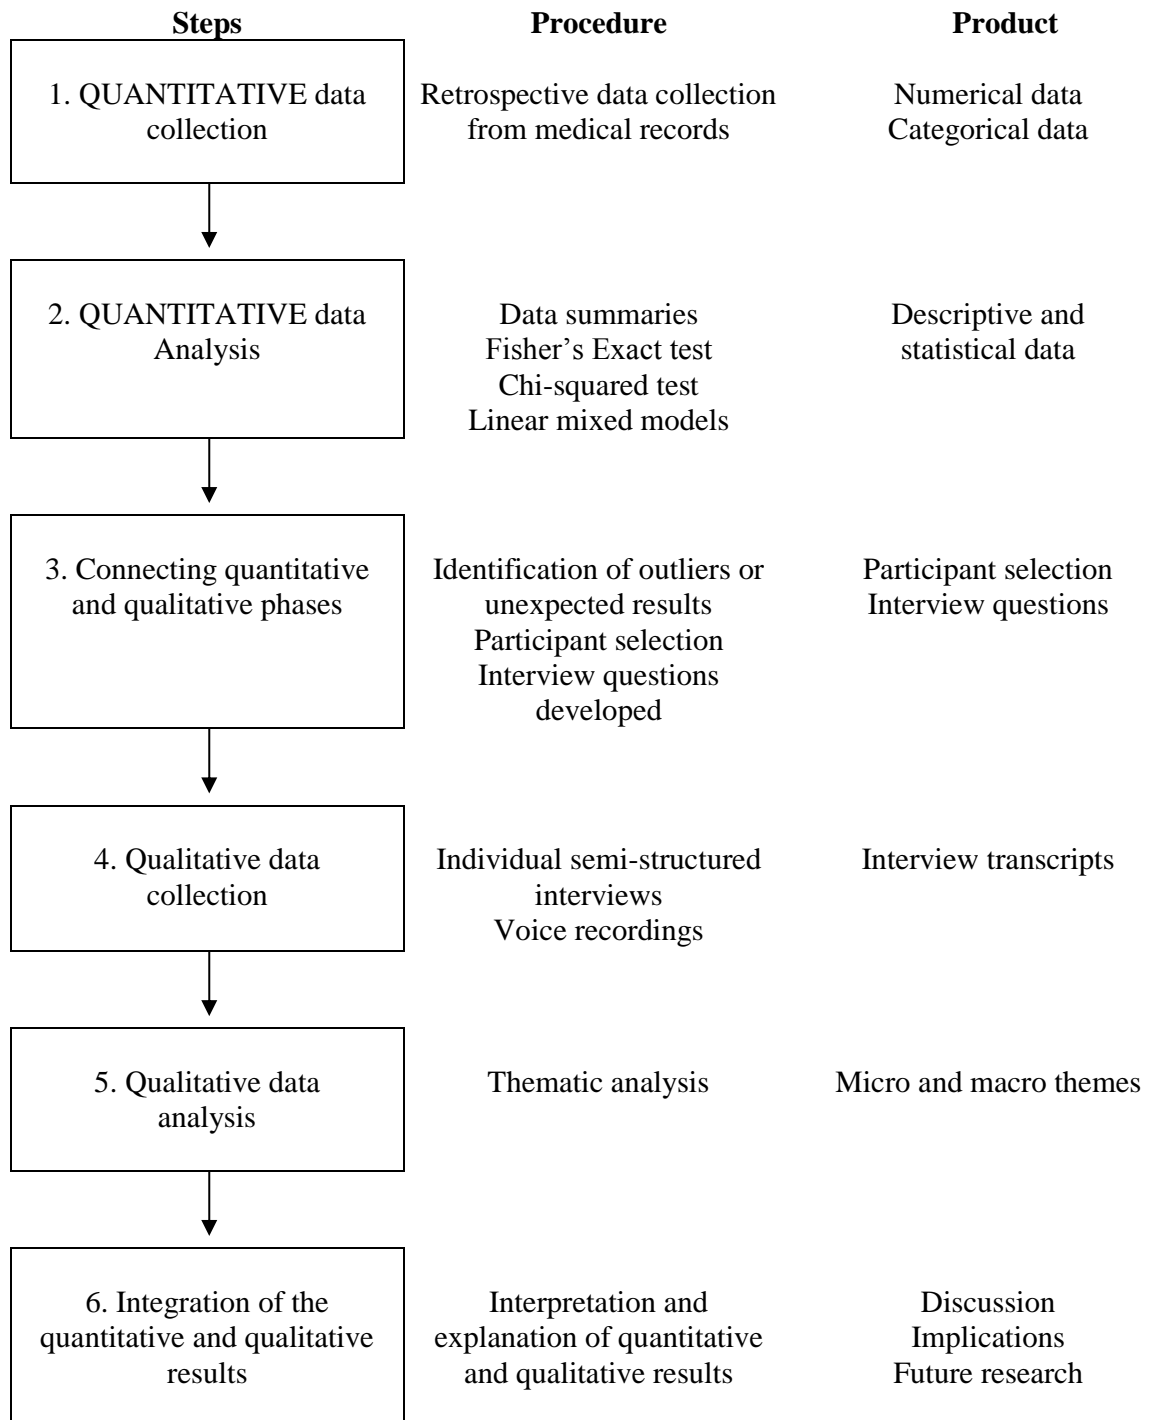 Steps Procedure Product
1. QUANTITATIVE data Retrospective data collection Numerical data
collection from medical records Categorical data
2. QUANTITATIVE data Data summaries Descriptive and
Analysis Fisher’s Exact test statistical data
Chi-squared test
Linear mixed models
3. Connecting quantitative Identification of outliers or Participant selection
and qualitative phases unexpected results Interview questions
Participant selection
Interview questions
developed
4. Qualitative data Individual semi-structured Interview transcripts
collection interviews
Voice recordings
5. Qualitative data Thematic analysis Micro and macro themes
analysis
6. Integration of the Interpretation and Discussion
quantitative and qualitative explanation of quantitative Implications
results and qualitative results Future research